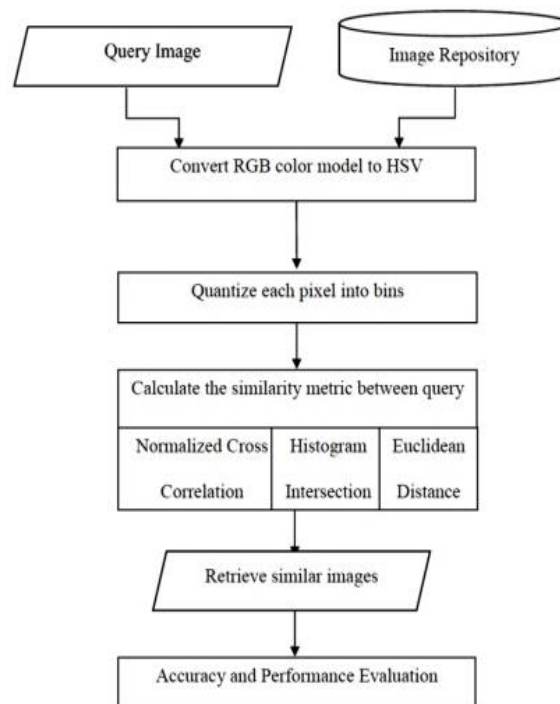 Query Image
Image Repository
Convert RGB color model to HSV
Quantize each pixel into bins
Calculate the similarity metric between query
Normalized Cross
Correlation
Histogram
Intersection
Euclidean
Distance
Retrieve similar images
Accuracy and Performance Evaluation